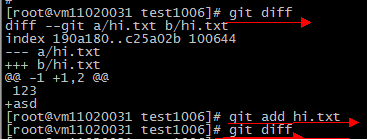 #
[root@vm11020031 test1006]# git diff
diff --git a/hi.txt b/hi.txt
index 190a180..c25a02b 100644
--- a/hi.txt
+++ b/hi.txt
@@ -1 +1,2 @@
 123
+asd
[root@vm11020031 test1006]# git add hi.txt
[root@vm11020031 test1006]# git diff